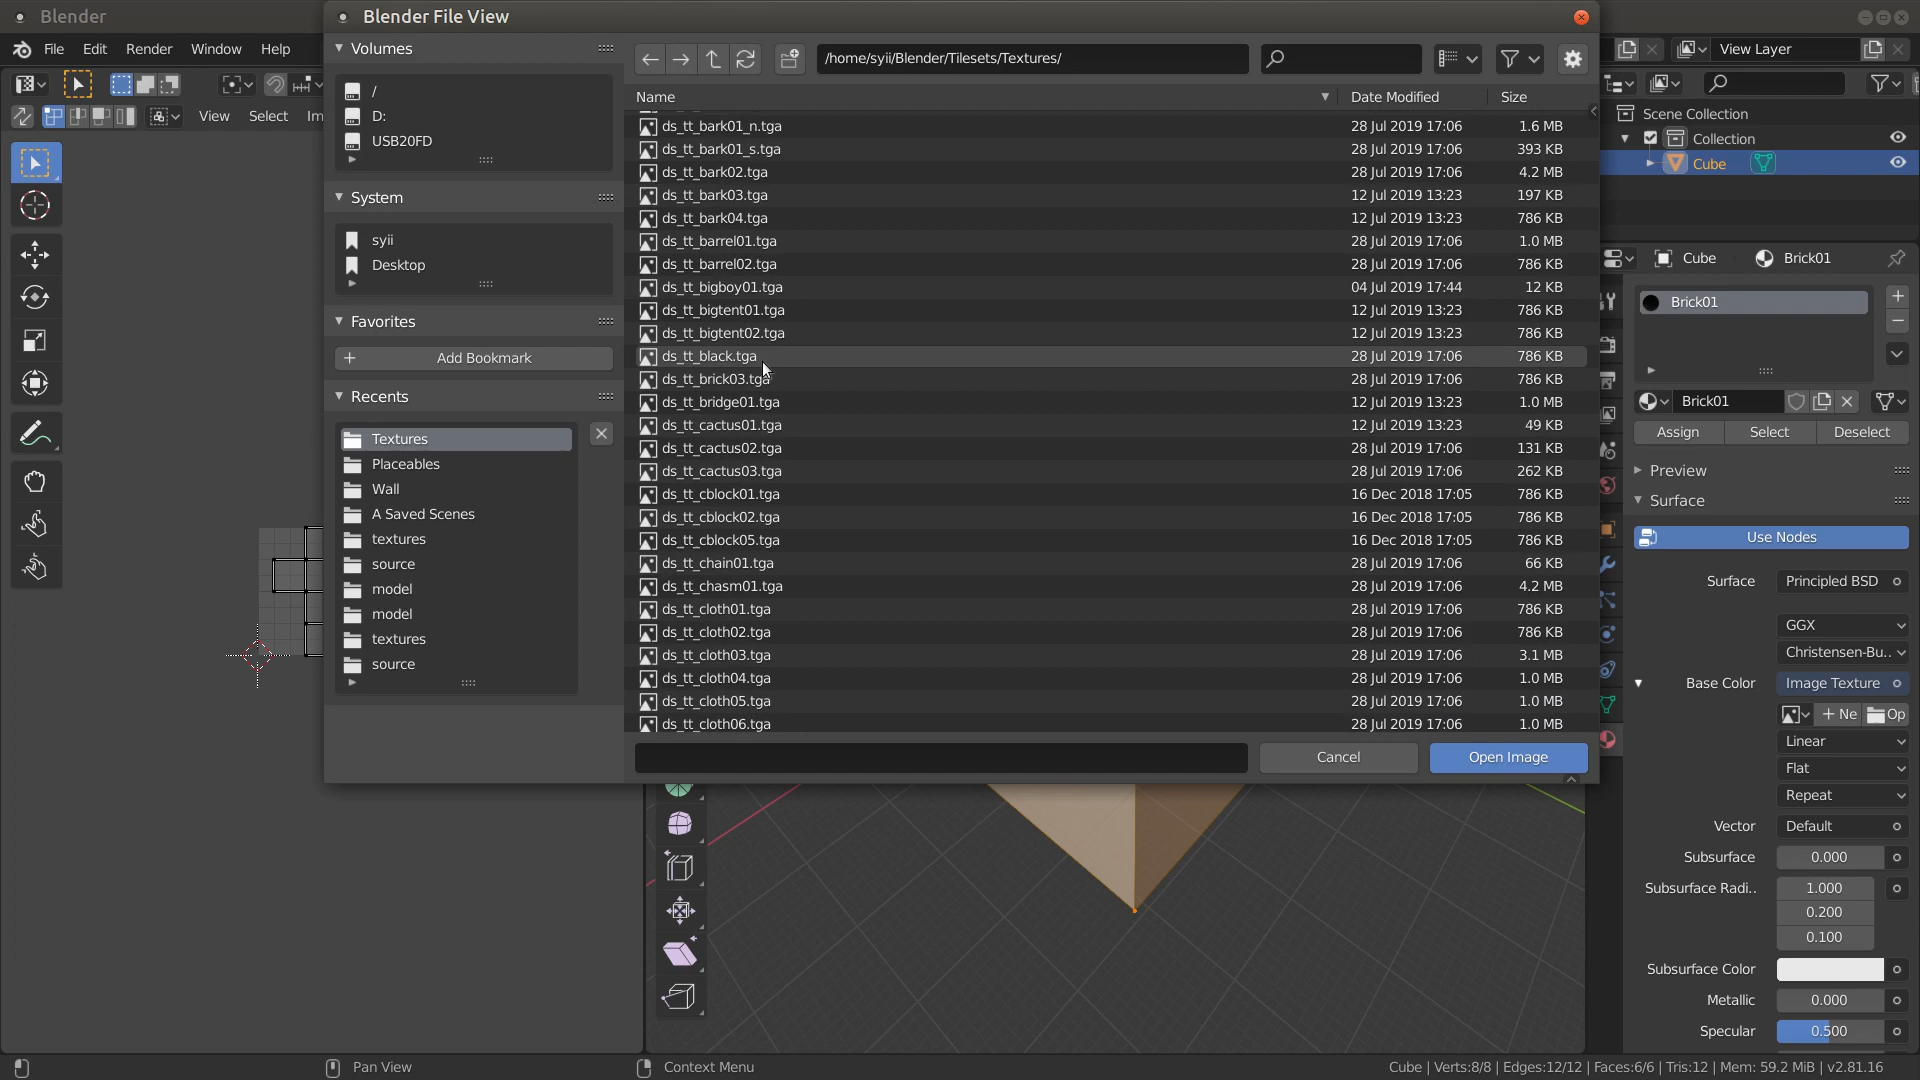 Blender
File Edit Render Window Help
View Select Im
Blender File View
Volumes
/
D:
USB20FD
System
syii
Desktop
Favorites
Add Bookmark
Recents
Textures
Placeables
Wall
A Saved Scenes
textures
source
model
model
textures
source
/home/syii/Blender/Tilesets/Textures/
Name Date Modified Size
ds_tt_bark01_n.tga 28 Jul 2019 17:06 1.6 MB
ds_tt_bark01_s.tga 28 Jul 2019 17:06 393 KB
ds_tt_bark02.tga 28 Jul 2019 17:06 4.2 MB
ds_tt_bark03.tga 12 Jul 2019 13:23 197 KB
ds_tt_bark04.tga 12 Jul 2019 13:23 786 KB
ds_tt_barrel01.tga 28 Jul 2019 17:06 1.0 MB
ds_tt_barrel02.tga 28 Jul 2019 17:06 786 KB
ds_tt_bigboy01.tga 04 Jul 2019 17:44 12 KB
ds_tt_bigtent01.tga 12 Jul 2019 13:23 786 KB
ds_tt_bigtent02.tga 12 Jul 2019 13:23 786 KB
ds_tt_black.tga 28 Jul 2019 17:06 786 KB
ds_tt_brick03.tga 28 Jul 2019 17:06 786 KB
ds_tt_bridge01.tga 12 Jul 2019 13:23 1.0 MB
ds_tt_cactus01.tga 12 Jul 2019 13:23 49 KB
ds_tt_cactus02.tga 28 Jul 2019 17:06 131 KB
ds_tt_cactus03.tga 28 Jul 2019 17:06 262 KB
ds_tt_cblock01.tga 16 Dec 2018 17:05 786 KB
ds_tt_cblock02.tga 16 Dec 2018 17:05 786 KB
ds_tt_cblock05.tga 16 Dec 2018 17:05 786 KB
ds_tt_chain01.tga 28 Jul 2019 17:06 66 KB
ds_tt_chasm01.tga 28 Jul 2019 17:06 4.2 MB
ds_tt_cloth01.tga 28 Jul 2019 17:06 786 KB
ds_tt_cloth02.tga 28 Jul 2019 17:06 786 KB
ds_tt_cloth03.tga 28 Jul 2019 17:06 3.1 MB
ds_tt_cloth04.tga 28 Jul 2019 17:06 1.0 MB
ds_tt_cloth05.tga 28 Jul 2019 17:06 1.0 MB
ds_tt_cloth06.tga 28 Jul 2019 17:06 1.0 MB
Cancel Open Image
View Layer
Scene Collection
Collection
Cube
Cube Brick01
Brick01
Brick01
Assign Select Deselect
Preview
Surface
Use Nodes
Surface Principled BSD
GGX
Christensen-Bu..
Base Color Image Texture
+ Ne Op
Linear
Flat
Repeat
Vector Default
Subsurface 0.000
Subsurface Radi.. 1.000
0.200
0.100
Subsurface Color
Metallic 0.000
Specular 0.500
Pan View Context Menu Cube | Verts:8/8 | Edges:12/12 | Faces:6/6 | Tris:12 | Mem: 59.2 MiB | v2.81.16